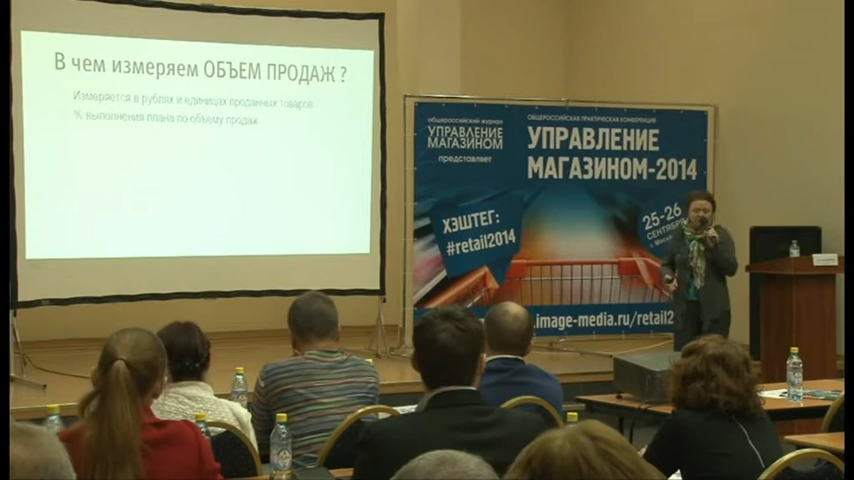 В чем измеряем ОБЪЕМ ПРОДАЖ ?
Измеряется в рублях и единицах проданных товаров
% выполнения плана по объему продаж
общероссийский журнал
УПРАВЛЕНИЕ
МАГАЗИНОМ
представляет
ОБЩЕРОССИЙСКАЯ ПРАКТИЧЕСКАЯ КОНФЕРЕНЦИЯ
УПРАВЛЕНИЕ
МАГАЗИНОМ-2014
ХЭШТЕГ:
#retail2014
25-26
СЕНТЯБРЯ
.image-media.ru/retail2